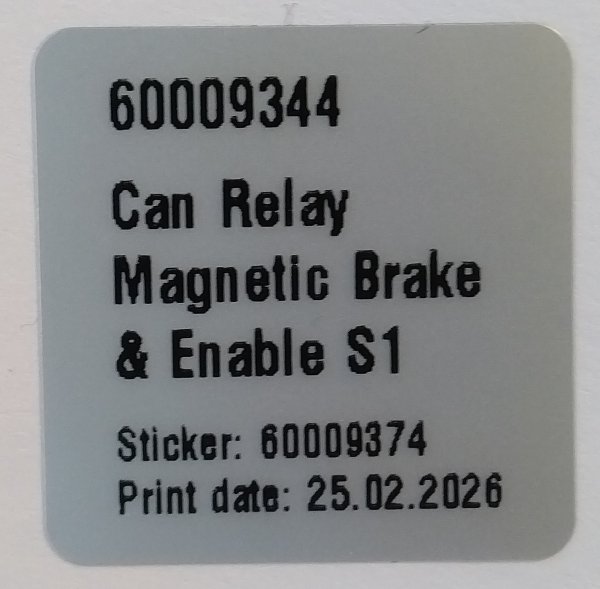 60009344
Can Relay
Magnetic Brake
& Enable S1
Sticker: 60009374
Print date: 25.02.2026